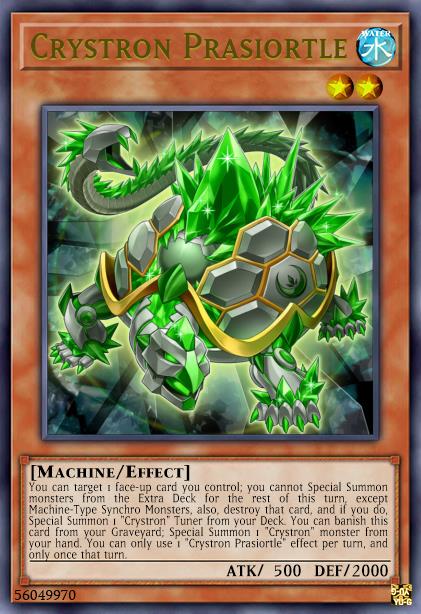 Crystron Prasiortle
WATER
水
[Machine/Effect]
You can target 1 face-up card you control; you cannot Special Summon
monsters from the Extra Deck for the rest of this turn, except
Machine-Type Synchro Monsters, also, destroy that card, and if you do,
Special Summon 1 "Crystron" Tuner from your Deck. You can banish this
card from your Graveyard; Special Summon 1 "Crystron" monster from
your hand. You can only use 1 "Crystron Prasiortle" effect per turn, and
only once that turn.
ATK/ 500 DEF/2000
56049970